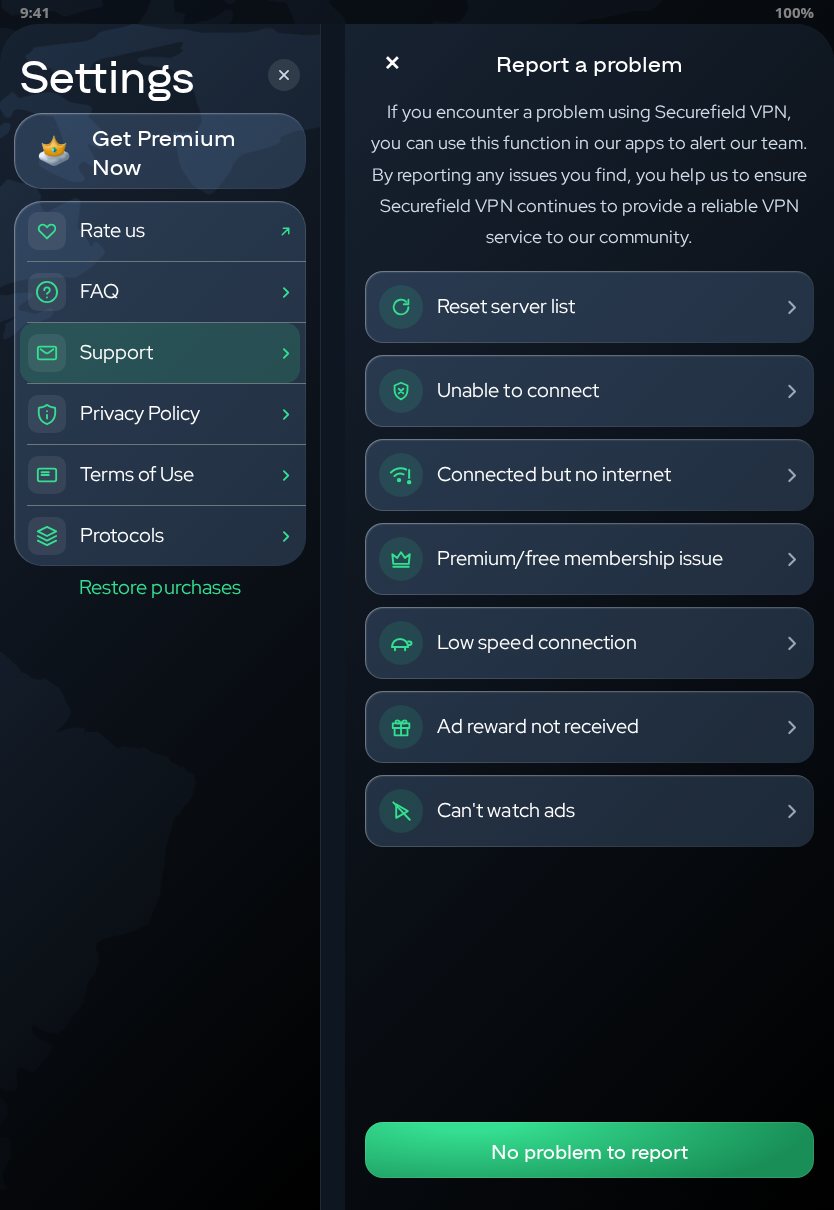 9:41
100%
Settings
Get Premium
Now
Rate us
FAQ
Support
Privacy Policy
Terms of Use
Protocols
Restore purchases
Report a problem
If you encounter a problem using Securefield VPN,
you can use this function in our apps to alert our team.
By reporting any issues you find, you help us to ensure
Securefield VPN continues to provide a reliable VPN
service to our community.
Reset server list
Unable to connect
Connected but no internet
Premium/free membership issue
Low speed connection
Ad reward not received
Can't watch ads
No problem to report